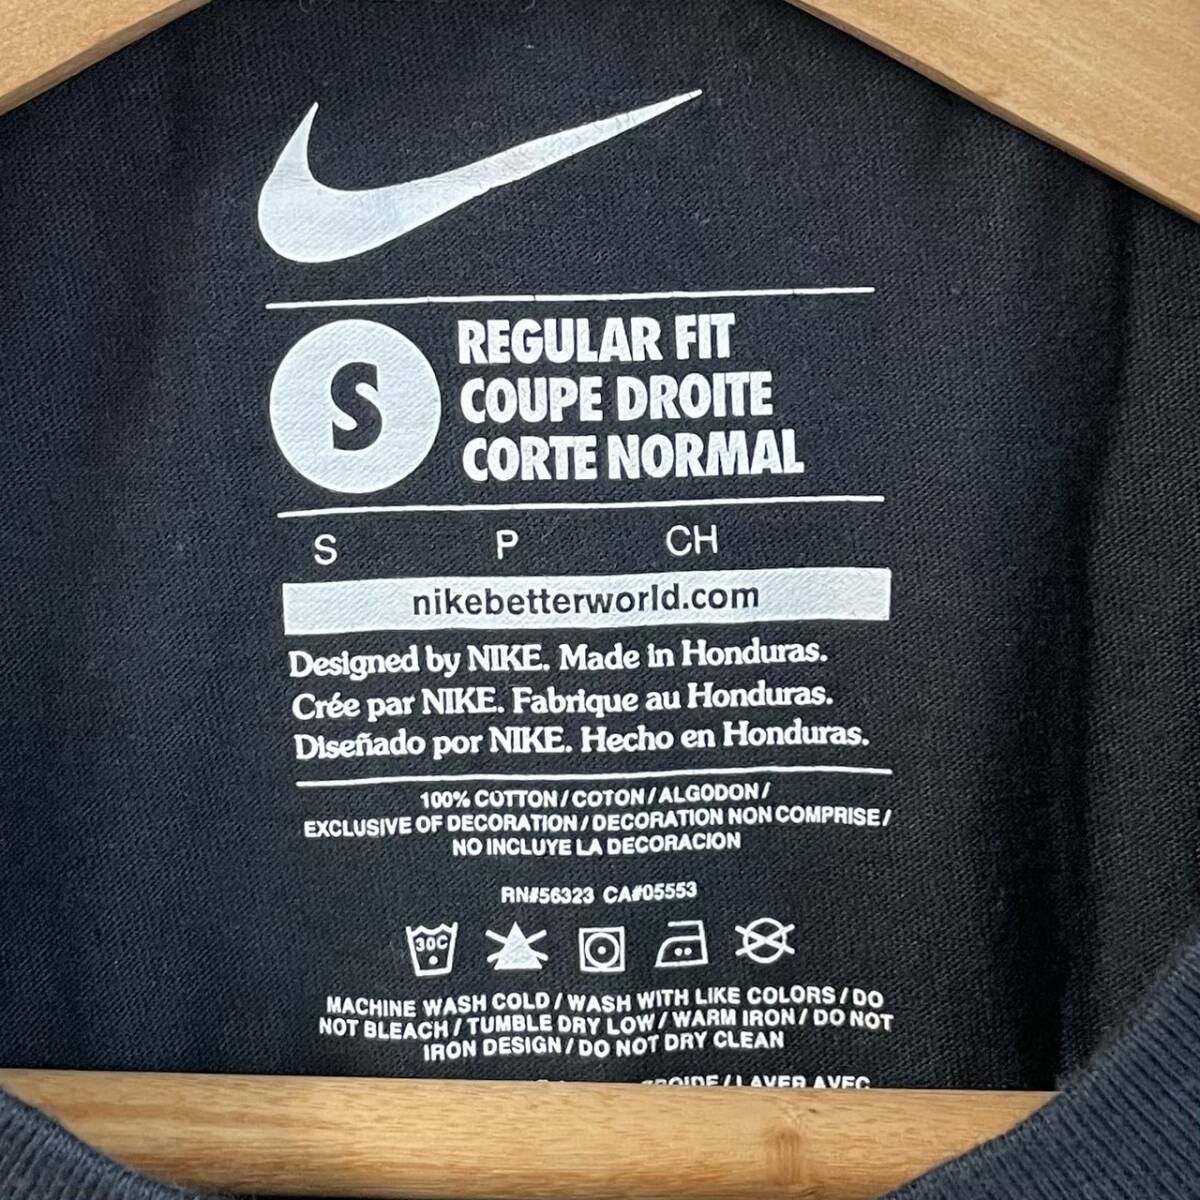 S
REGULAR FIT
COUPE DROITE
CORTE NORMAL
S P CH
nikebetterworld.com
Designed by NIKE. Made in Honduras.
Crée par NIKE. Fabrique au Honduras.
Diseñado por NIKE. Hecho en Honduras.
100% COTTON/COTON/ALGODON/
EXCLUSIVE OF DECORATION/DECORATION NON COMPRISE/
NO INCLUYE LA DECORACION
RN#56323 CA#05553
30C
MACHINE WASH COLD/WASH WITH LIKE COLORS/DO
NOT BLEACH/TUMBLE DRY LOW/WARM IRON/DO NOT
IRON DESIGN/DO NOT DRY CLEAN
/LAVER AVEC